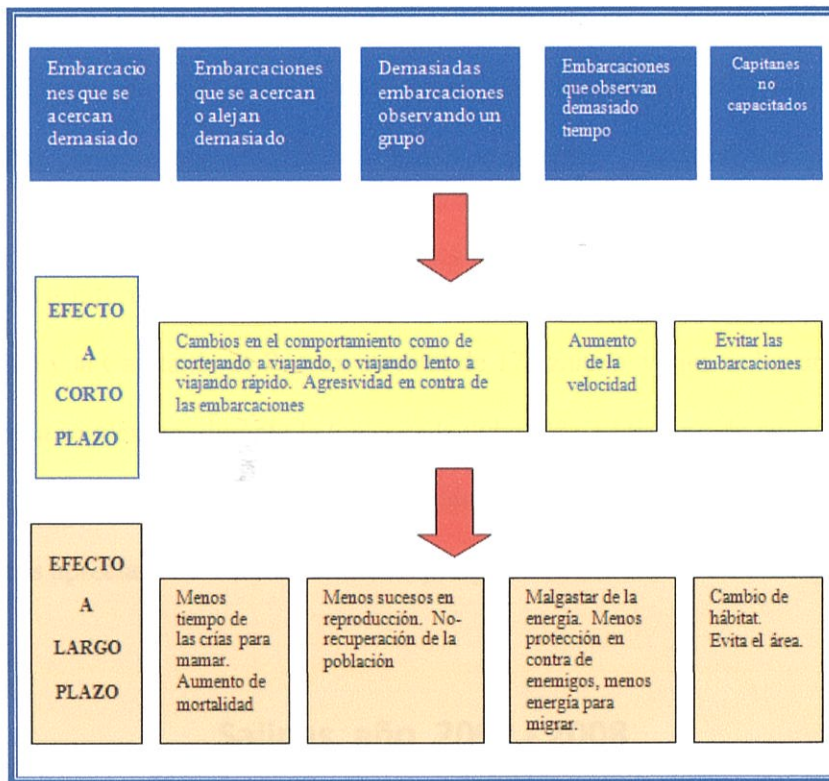 Embarcacio
nes que se
acercan
demasiado
Embarcaciones
que se acercan
o alejan
demasiado
Demasiadas
embarcaciones
observando un
grupo
Embarcaciones
que observan
demasiado
tiempo
Capitanes
no
capacitados
EFECTO
A
CORTO
PLAZO
Cambios en el comportamiento como de
cortejando a viajando, o viajando lento a
viajando rápido. Agresividad en contra de
las embarcaciones
Aumento
de la
velocidad
Evitar las
embarcaciones
EFECTO
A
LARGO
PLAZO
Menos
tiempo de
las crías para
mamar.
Aumento de
mortalidad
Menos sucesos en
reproducción. No-
recuperación de la
población
Malgastar de la
energía. Menos
protección en
contra de
enemigos, menos
energía para
migrar.
Cambio de
hábitat.
Evita el área.